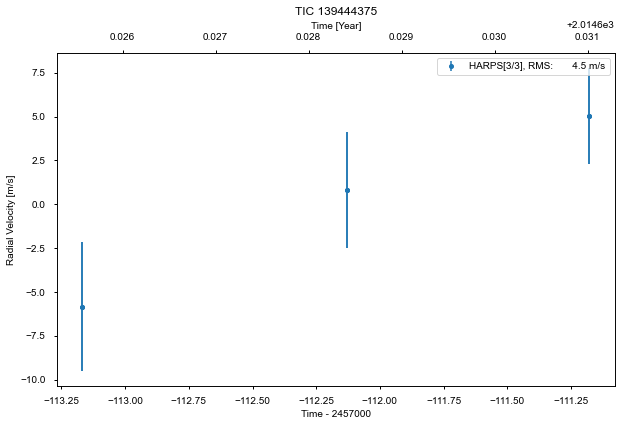 TIC 139444375
Time [Year]
+2.0146e3
0.026 0.027 0.028 0.029 0.030 0.031
HARPS[3/3], RMS: 4.5 m/s
7.5
5.0
2.5
0.0
−2.5
−5.0
−7.5
−10.0
Radial Velocity [m/s]
−113.25 −113.00 −112.75 −112.50 −112.25 −112.00 −111.75 −111.50 −111.25
Time - 2457000